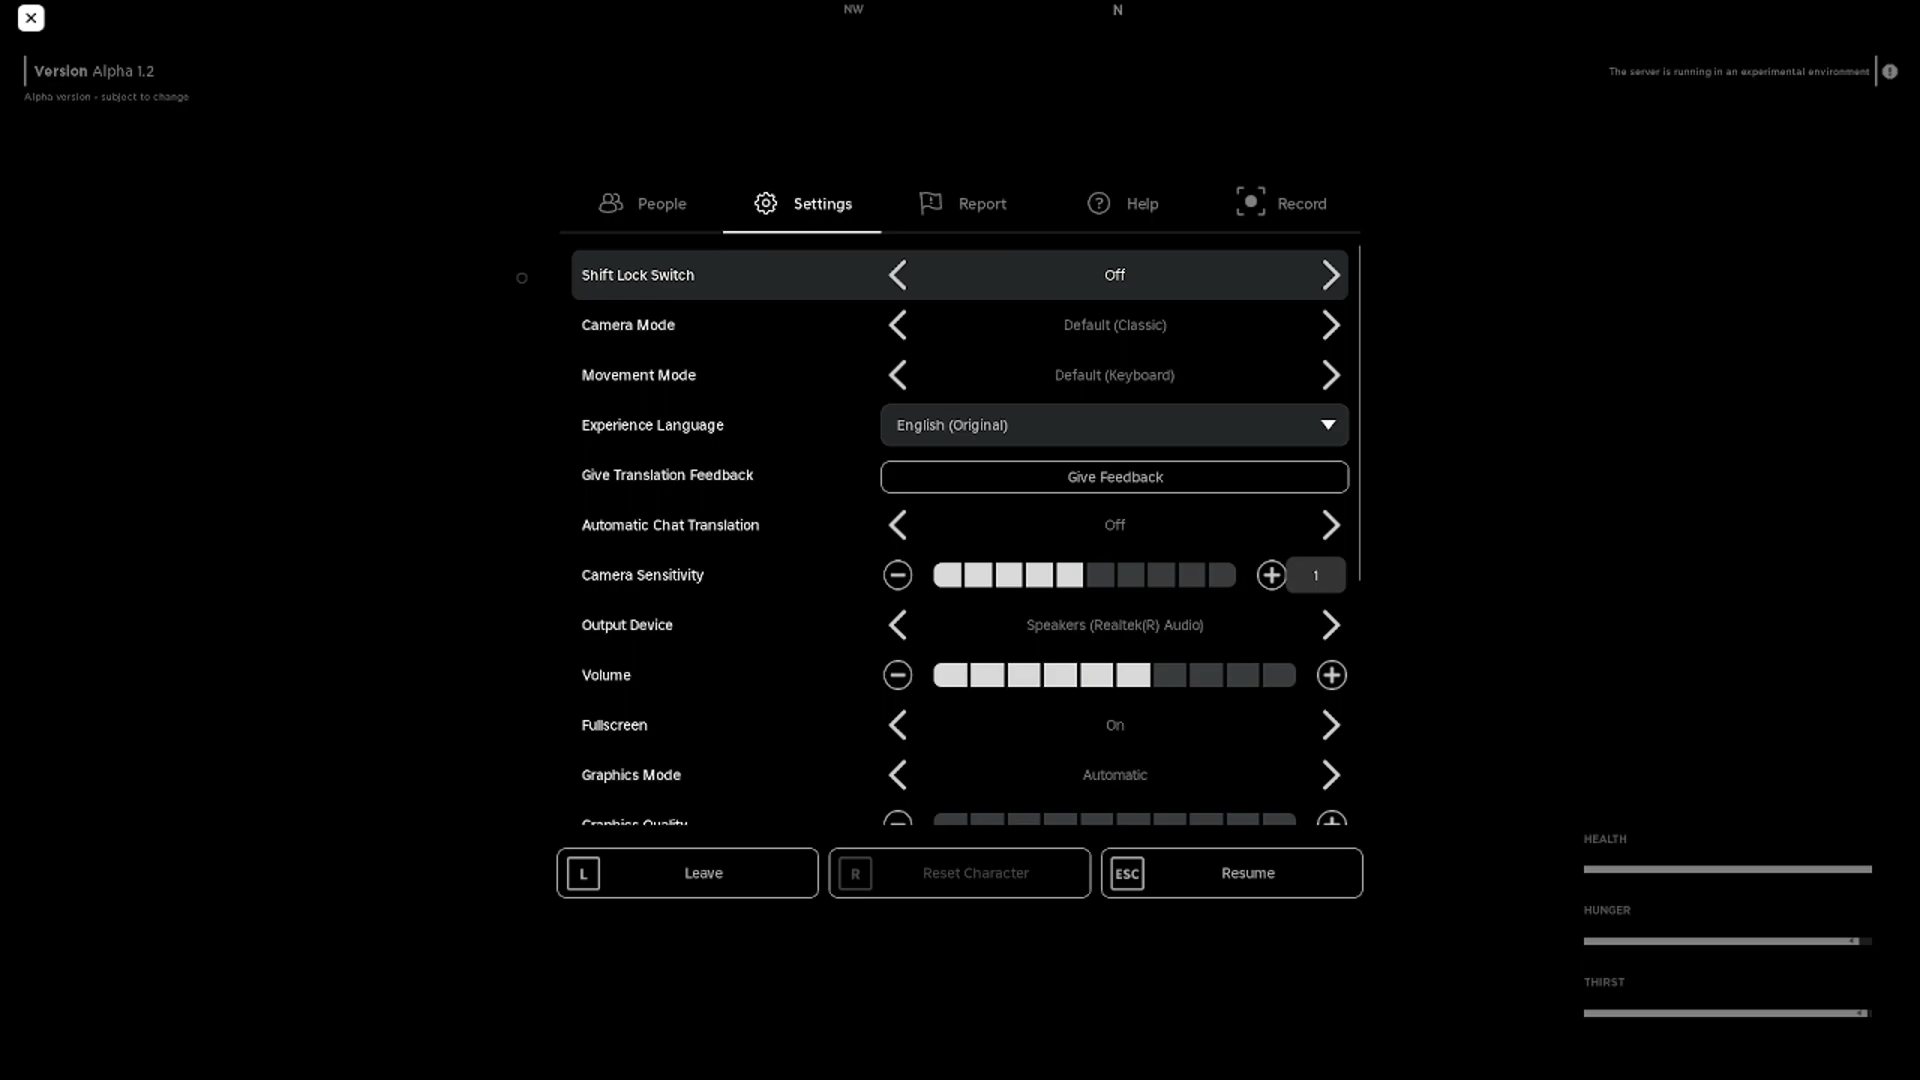 NW
N
Version Alpha 1.2
Alpha version - subject to change
The server is running in an experimental environment
People
Settings
Report
Help
Record
Shift Lock Switch
Off
Camera Mode
Default (Classic)
Movement Mode
Default (Keyboard)
Experience Language
English (Original)
Give Translation Feedback
Give Feedback
Automatic Chat Translation
Off
Camera Sensitivity
1
Output Device
Speakers (Realtek(R) Audio)
Volume
Fullscreen
On
Graphics Mode
Automatic
Graphics Quality
L
Leave
R
Reset Character
ESC
Resume
HEALTH
HUNGER
THIRST